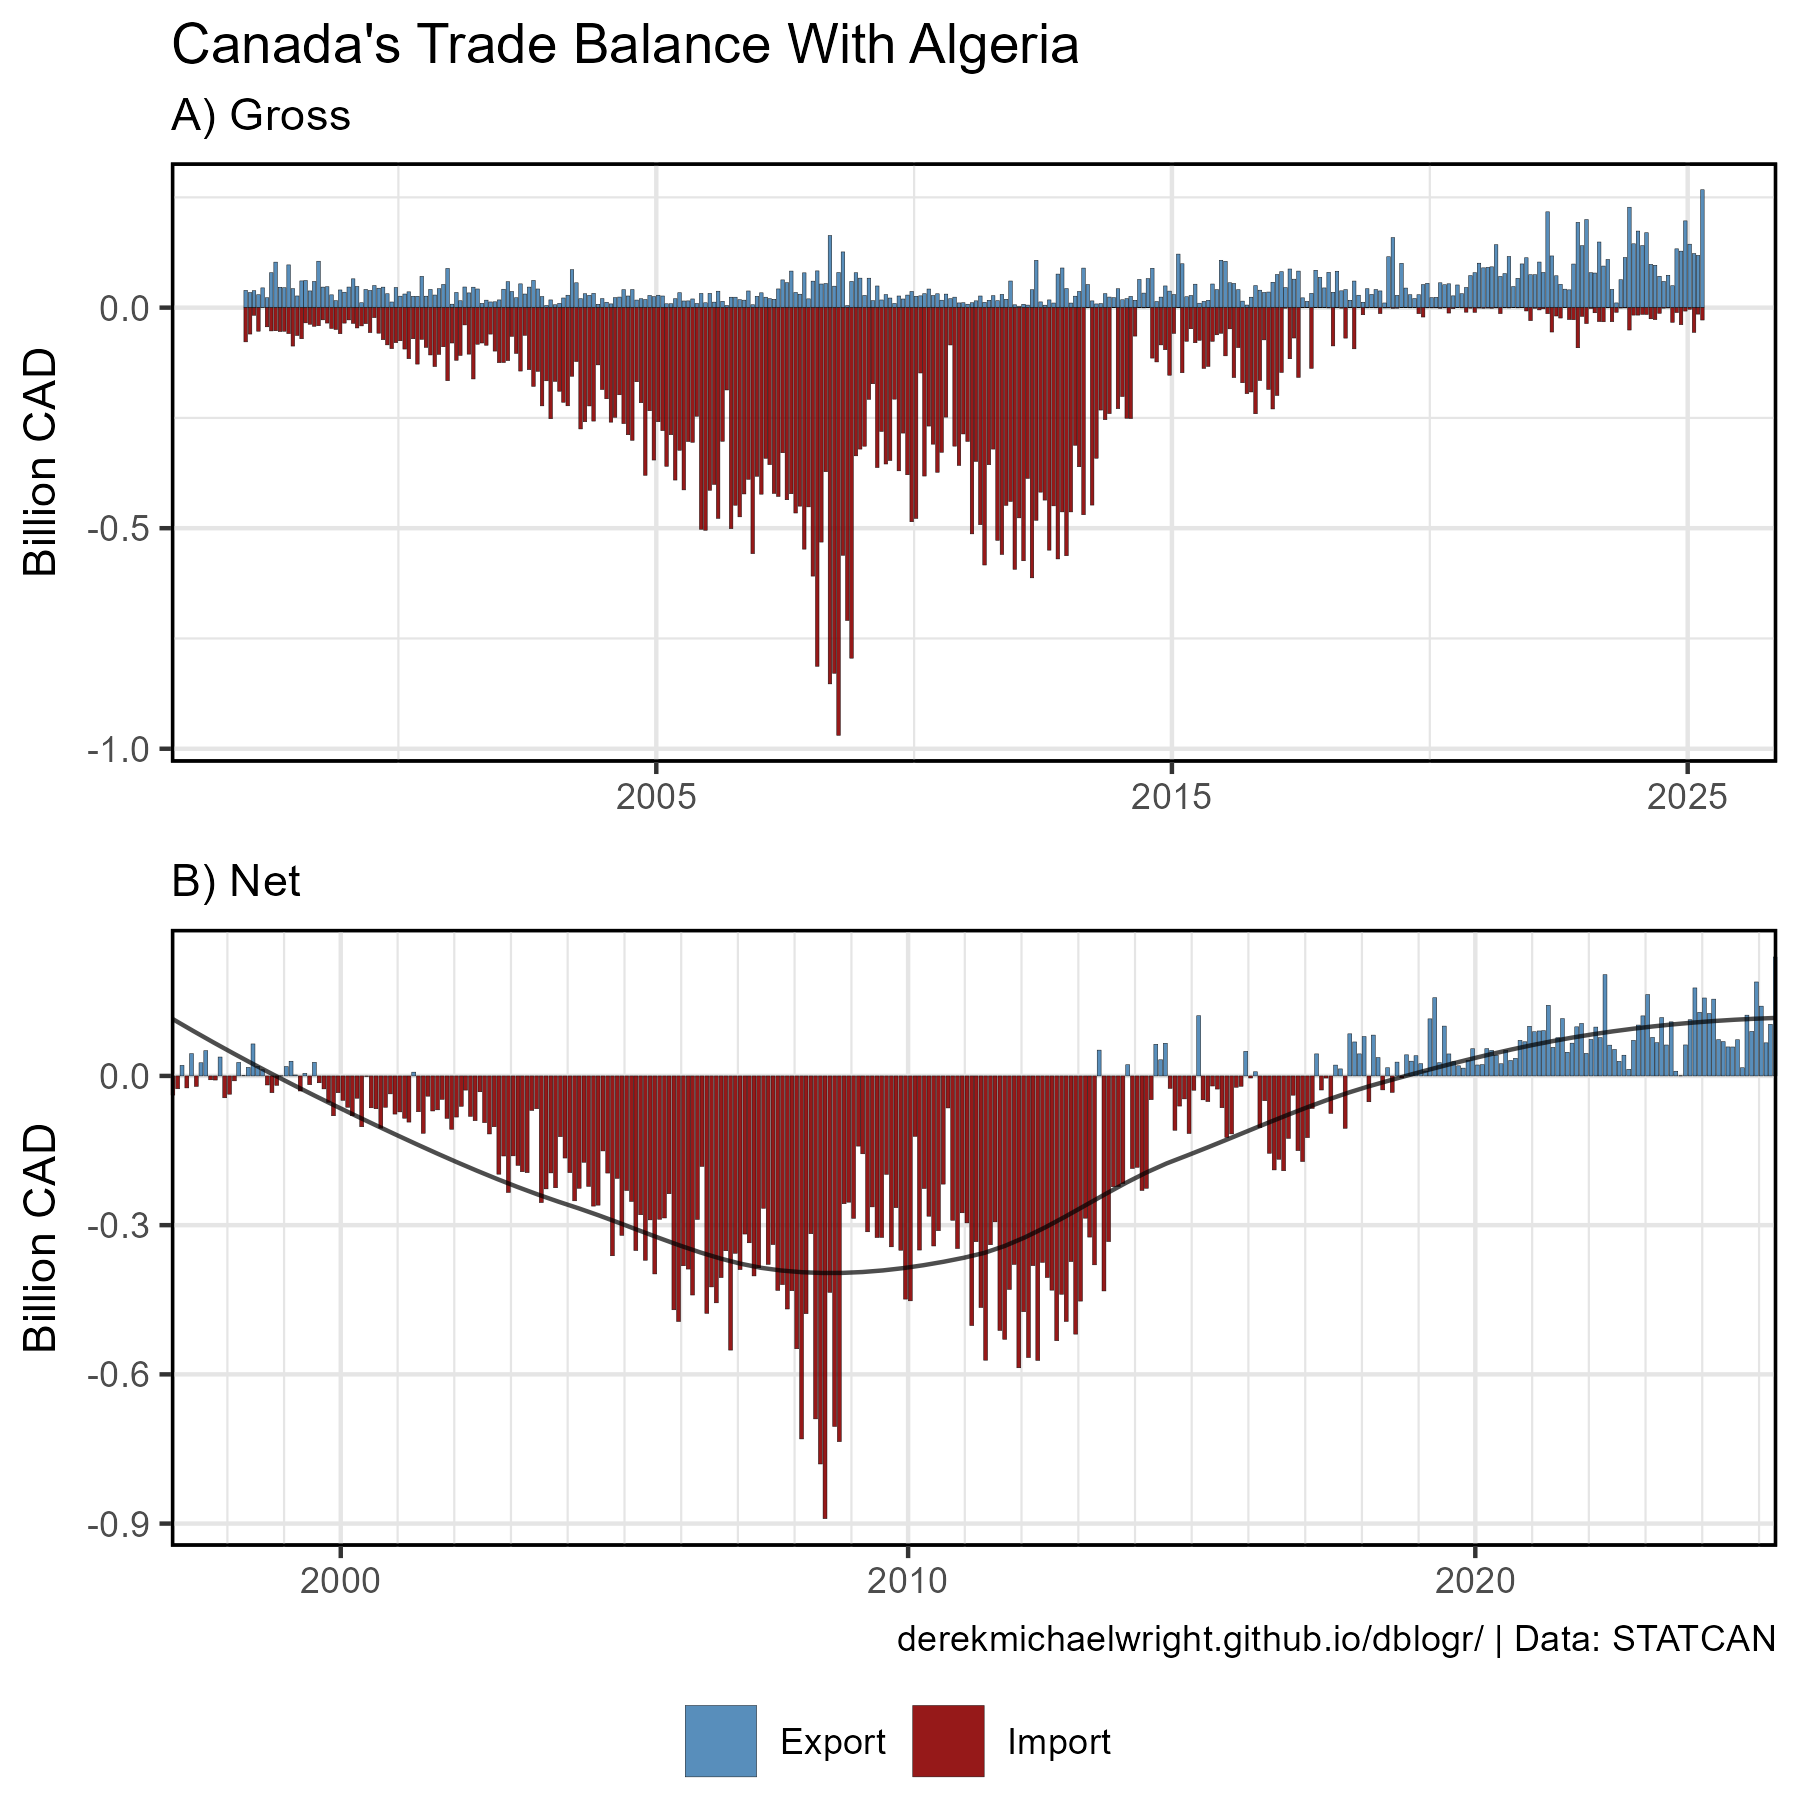 Canada's Trade Balance With Algeria
A) Gross
Billion CAD
0.0
-0.5
-1.0
2005
2015
2025
B) Net
Billion CAD
0.0
-0.3
-0.6
-0.9
2000
2010
2020
derekmichaelwright.github.io/dblogr/ | Data: STATCAN
Export
Import